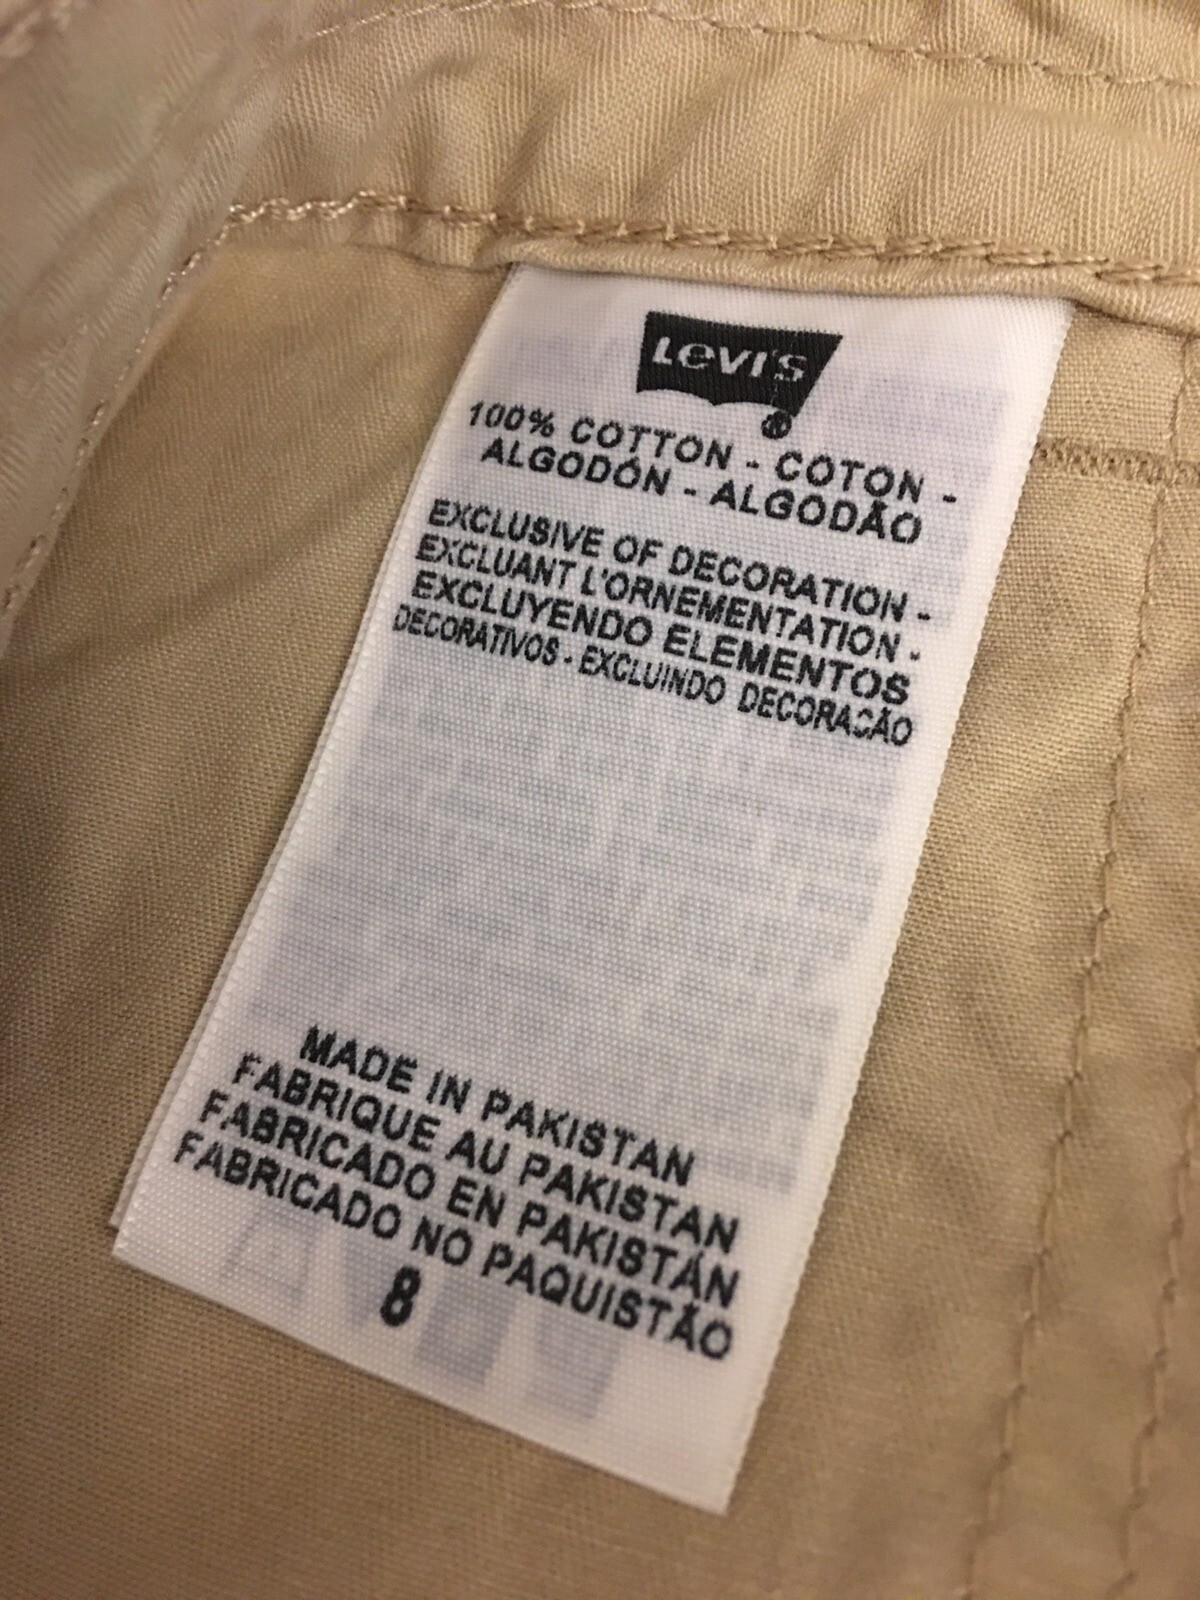 LEVI'S
®
100% COTTON - COTON -
ALGODÓN - ALGODÃO
EXCLUSIVE OF DECORATION -
EXCLUANT L'ORNEMENTATION -
EXCLUYENDO ELEMENTOS
DECORATIVOS - EXCLUINDO DECORAÇÃO
MADE IN PAKISTAN
FABRIQUE AU PAKISTAN
FABRICADO EN PAKISTÁN
FABRICADO NO PAQUISTÃO
8